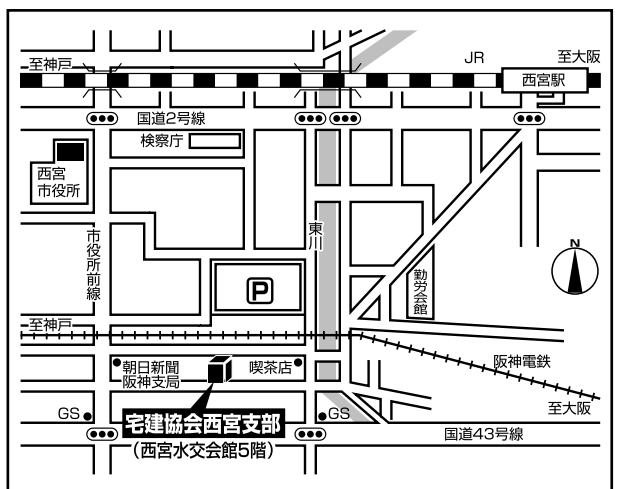 至神戸
JR
至大阪
西宮駅
国道2号線
検察庁
西宮
市役所
市役所前線
東川
P
勤労会館
N
至神戸
朝日新聞
阪神支局
喫茶店
阪神電鉄
至大阪
GS
宅建協会西宮支部
(西宮水交会館5階)
GS
国道43号線